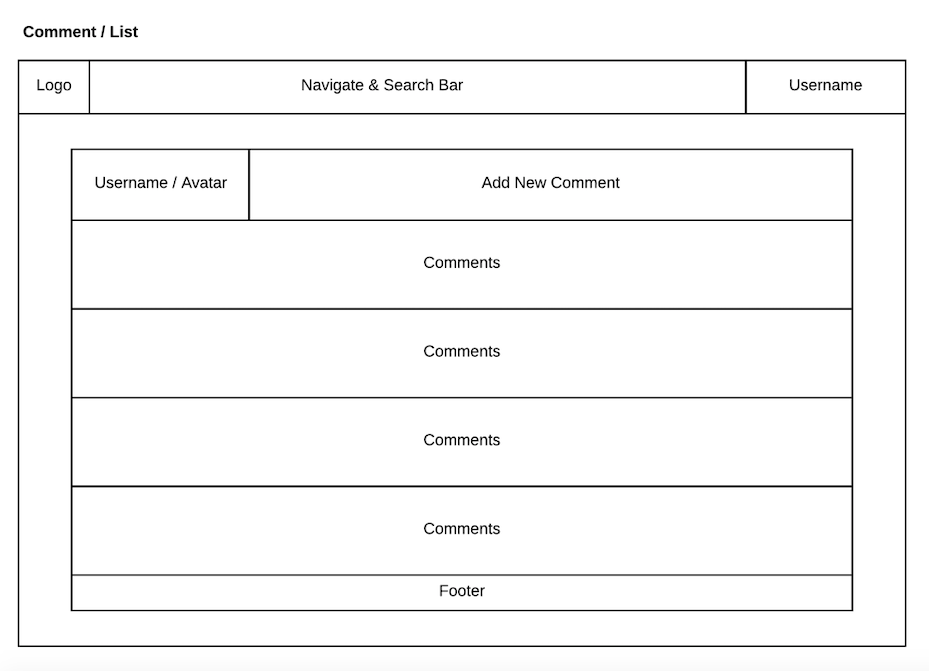 Comment / List
Logo
Navigate & Search Bar
Username
Username / Avatar
Add New Comment
Comments
Comments
Comments
Comments
Footer